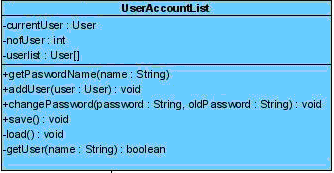 UserAccountList
-currentUser : User
-nofUser : int
-userlist : User[]
+getPaswordName(name : String)
+addUser(user : User) : void
+changePassword(password : String, oldPassword : String) : void
+save() : void
-load() : void
-getUser(name : String) : boolean